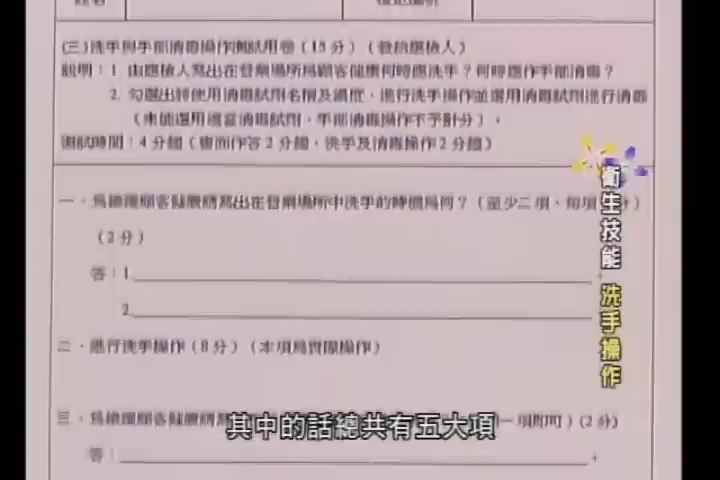 (三)洗手與手部消毒操作測試用卷(15分)(發給應檢人)
說明:1. 由應檢人寫出在營業場所為顧客健康何時應洗手?何時應作手部消毒?
2. 勾選出將使用消毒試劑名稱及濃度,進行洗手操作並選用消毒試劑進行消毒
(未能選用適當消毒試劑,手部消毒操作不予計分)。
測試時間:4分鐘(書面作答2分鐘,洗手及消毒操作2分鐘)
一、為維護顧客健康請寫出在營業場所中洗手的時機為何?(至少二項,每項 分)
(2分)
答:1.
2.
二、進行洗手操作(8分)(本項為實際操作)
三、為維護顧客健康請寫 一項即可)(2分)
答:
衛生技能 洗手操作
其中的話總共有五大項